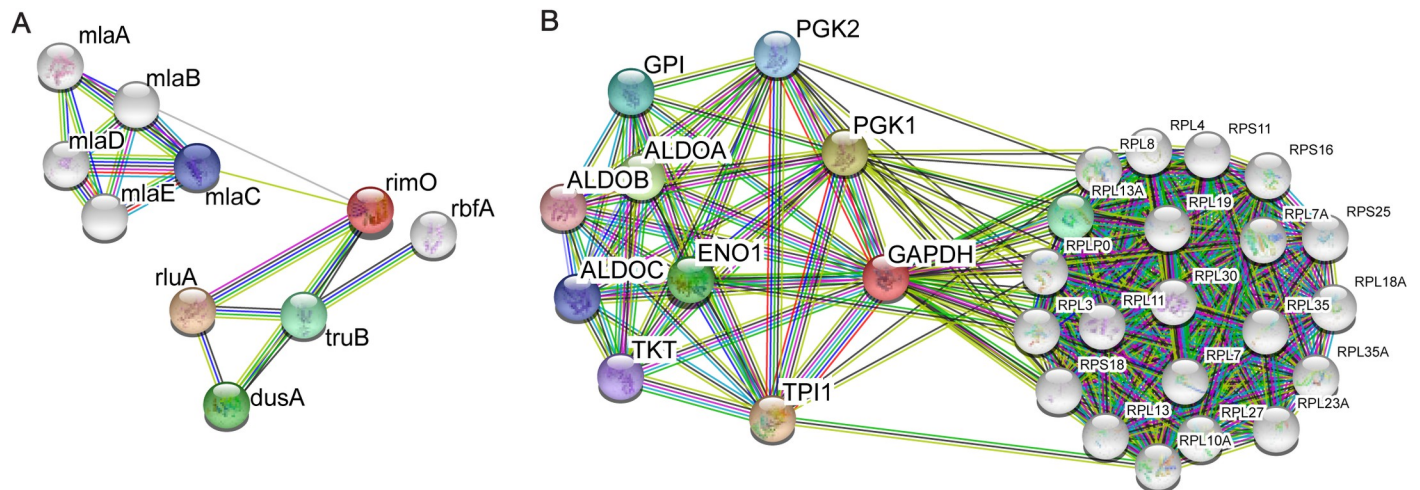 A
mlaA
mlaB
mlaD
mlaE
mlaC
rimO
rbfA
rluA
truB
dusA
B
PGK2
GPI
PGK1
ALDOA
ALDOB
ENO1
GAPDH
ALDOC
TKT
TPI1
RPL4
RPS11
RPL8
RPS16
RPL13A
RPL19
RPL7A
RPS25
RPLP0
RPL30
RPL18A
RPL3
RPL11
RPL35
RPL35A
RPS18
RPL7
RPL23A
RPL13
RPL27
RPL10A